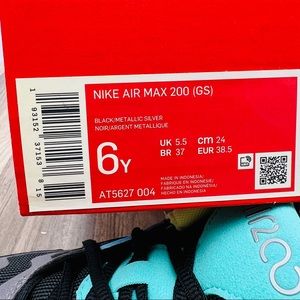 NIKE AIR MAX 200 (GS)
BLACK/METALLIC SILVER
NOIR/ARGENT METALLIQUE
6Y
UK 5.5 cm 24
BR 37 EUR 38.5
AT5627 004
MADE IN INDONESIA/
FABRIQUE EN INDONESIE/
FABRICADO NA INDONESIA/
HECHO EN INDONESIA
1 93152 37153 8 15